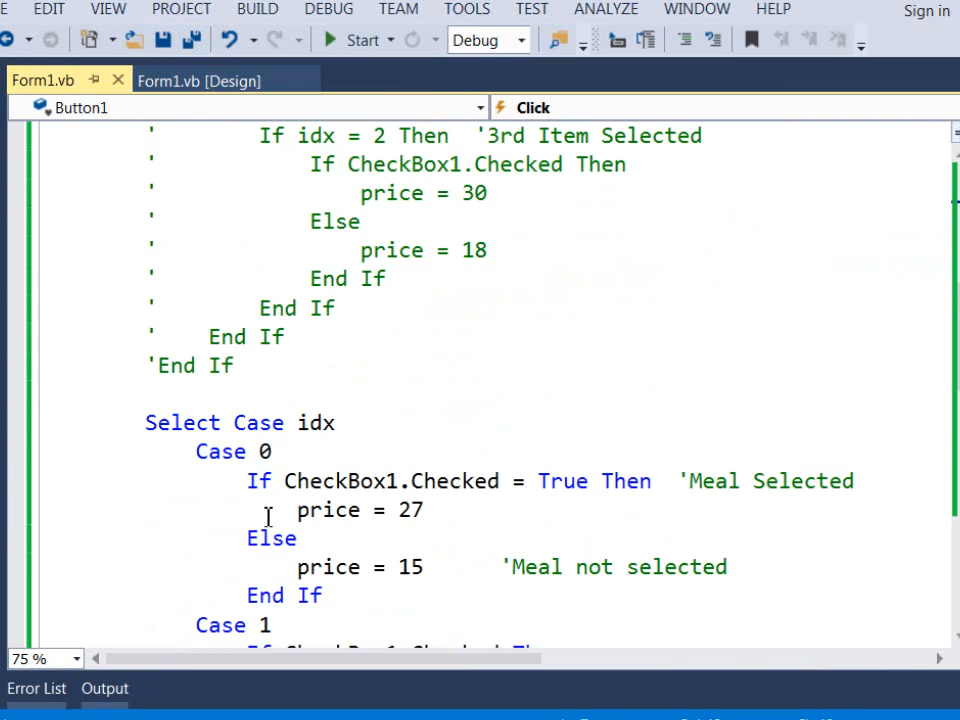 EDIT VIEW PROJECT BUILD DEBUG TEAM TOOLS TEST ANALYZE WINDOW HELP
Sign in
Start Debug
Form1.vb Form1.vb [Design]
Button1 Click
' If idx = 2 Then '3rd Item Selected
' If CheckBox1.Checked Then
' price = 30
' Else
' price = 18
' End If
' End If
' End If
'End If
Select Case idx
Case 0
If CheckBox1.Checked = True Then 'Meal Selected
price = 27
Else
price = 15 'Meal not selected
End If
Case 1
75 %
Error List Output